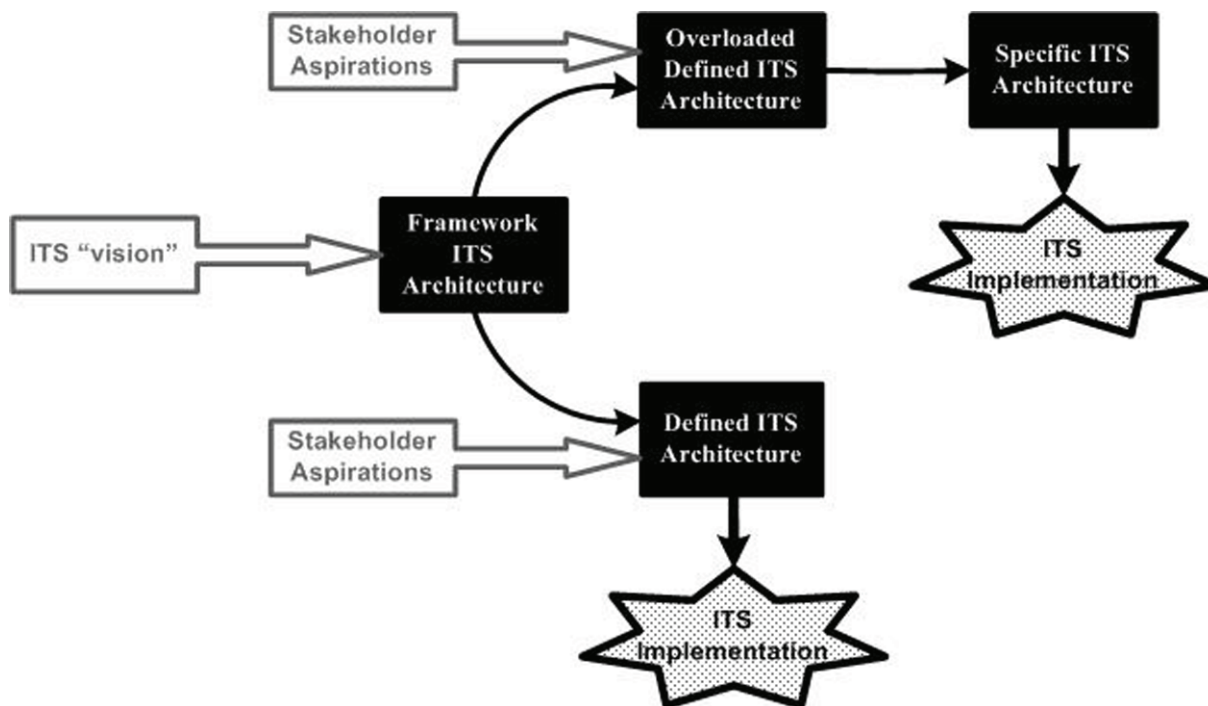 Stakeholder
Aspirations
Overloaded
Defined ITS
Architecture
Specific ITS
Architecture
ITS
Implementation
ITS “vision”
Framework
ITS
Architecture
Stakeholder
Aspirations
Defined ITS
Architecture
ITS
Implementation